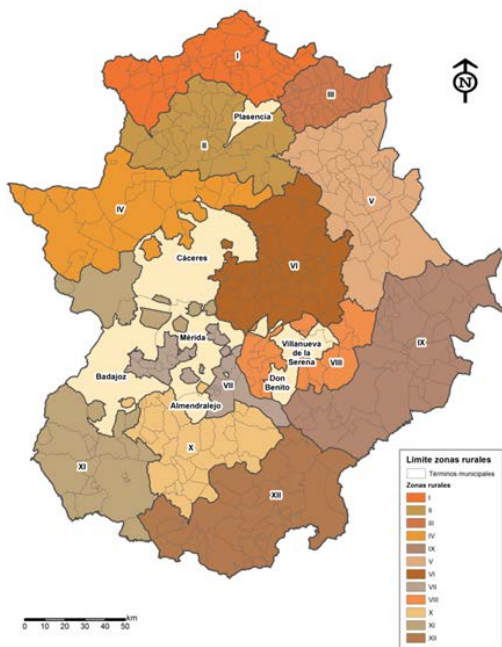 I
N
III
Plasencia
II
V
IV
Cáceres
VI
Mérida
Villanueva
de la
Serena
VIII
IX
Badajoz
VII
Don
Benito
Almendralejo
X
XI
XII
km
0 10 20 30 40 50
Límite zonas rurales
Términos municipales
Zonas rurales
I
II
III
IV
IX
V
VI
VII
VIII
X
XI
XII